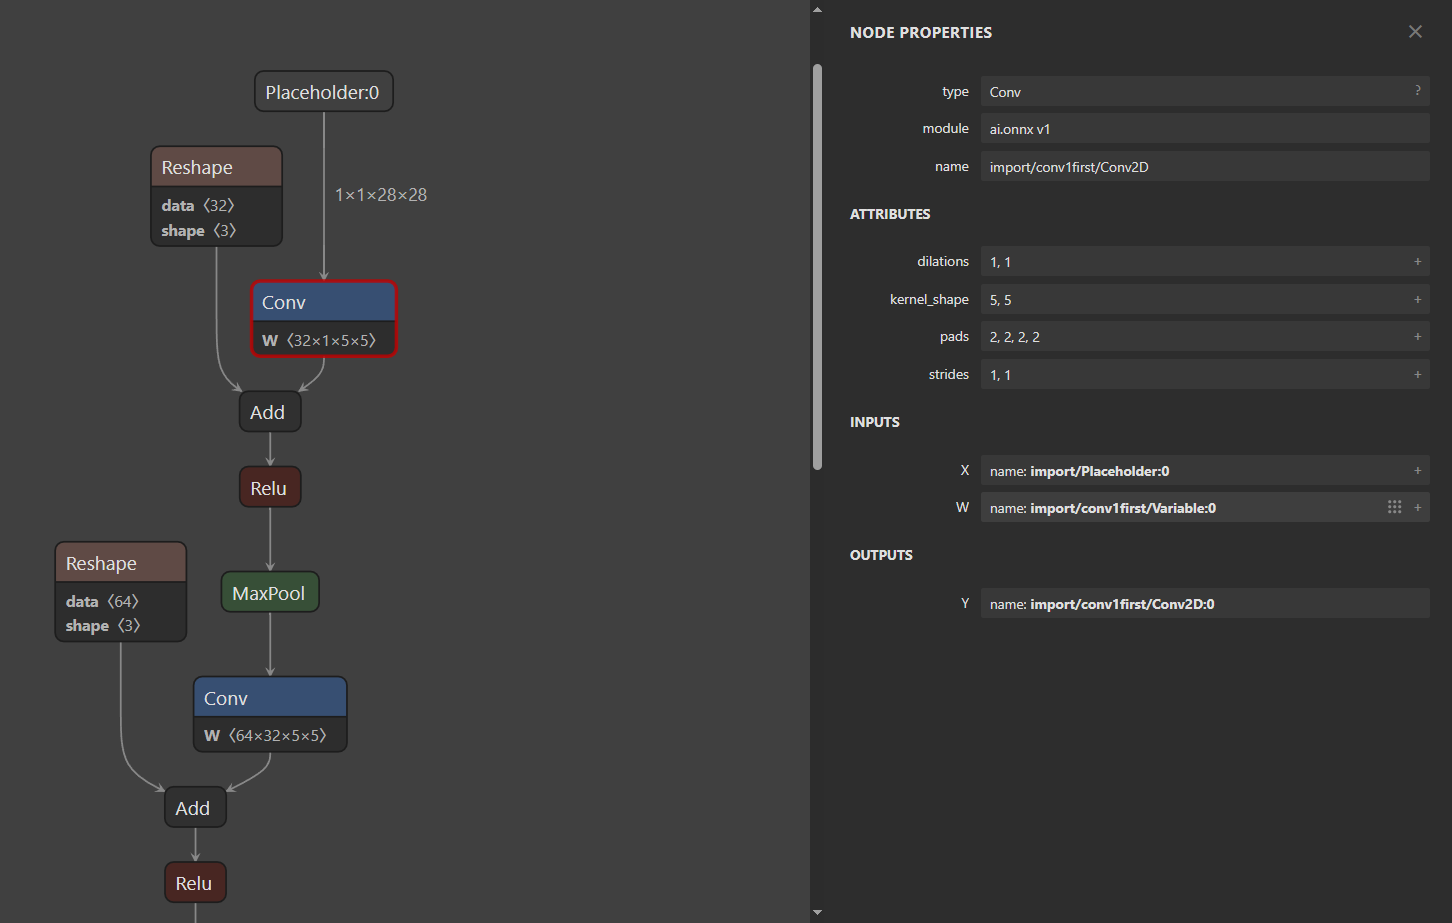 Placeholder:0
Reshape
data 〈32〉
shape 〈3〉
1×1×28×28
Conv
W 〈32×1×5×5〉
Add
Relu
Reshape
data 〈64〉
shape 〈3〉
MaxPool
Conv
W 〈64×32×5×5〉
Add
Relu
NODE PROPERTIES
type Conv ?
module ai.onnx v1
name import/conv1first/Conv2D
ATTRIBUTES
dilations 1, 1 +
kernel_shape 5, 5 +
pads 2, 2, 2, 2 +
strides 1, 1 +
INPUTS
X name: import/Placeholder:0 +
W name: import/conv1first/Variable:0 +
OUTPUTS
Y name: import/conv1first/Conv2D:0